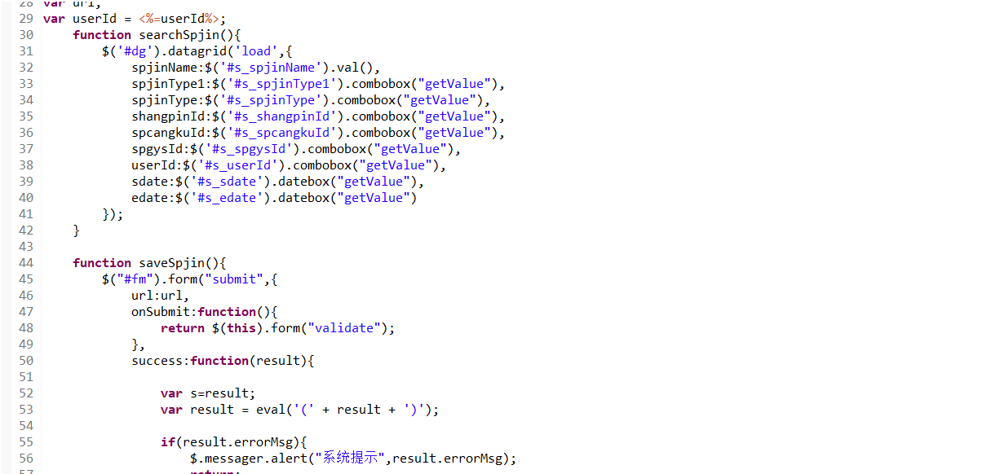 28 var url;
29 var userId = <%=userId%>;
30 function searchSpjin(){
31 $('#dg').datagrid('load',{
32 spjinName:$('#s_spjinName').val(),
33 spjinType1:$('#s_spjinType1').combobox("getValue"),
34 spjinType:$('#s_spjinType').combobox("getValue"),
35 shangpinId:$('#s_shangpinId').combobox("getValue"),
36 spcangkuId:$('#s_spcangkuId').combobox("getValue"),
37 spgysId:$('#s_spgysId').combobox("getValue"),
38 userId:$('#s_userId').combobox("getValue"),
39 sdate:$('#s_sdate').datebox("getValue"),
40 edate:$('#s_edate').datebox("getValue")
41 });
42 }
43
44 function saveSpjin(){
45 $("#fm").form("submit",{
46 url:url,
47 onSubmit:function(){
48 return $(this).form("validate");
49 },
50 success:function(result){
51
52 var s=result;
53 var result = eval('(' + result + ')');
54
55 if(result.errorMsg){
56 $.messager.alert("系统提示",result.errorMsg);
57 return;